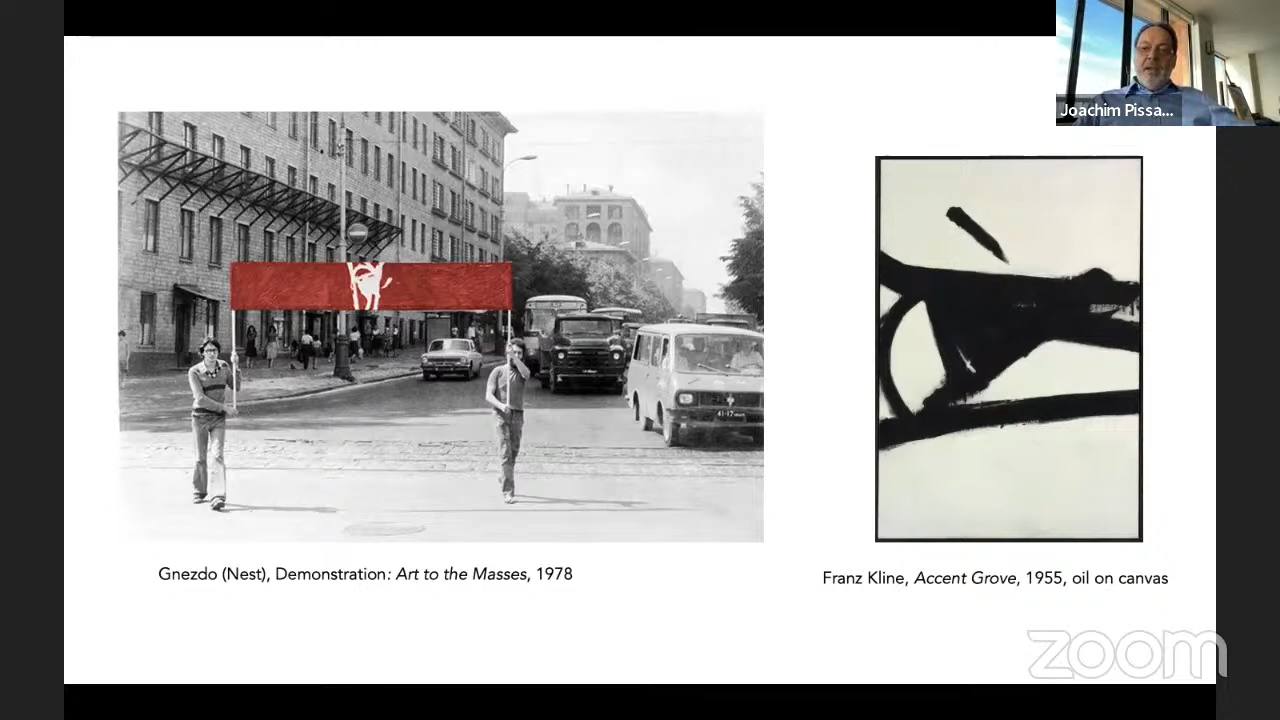 Joachim Pissa...
Gnezdo (Nest), Demonstration: Art to the Masses, 1978
Franz Kline, Accent Grove, 1955, oil on canvas
zoom